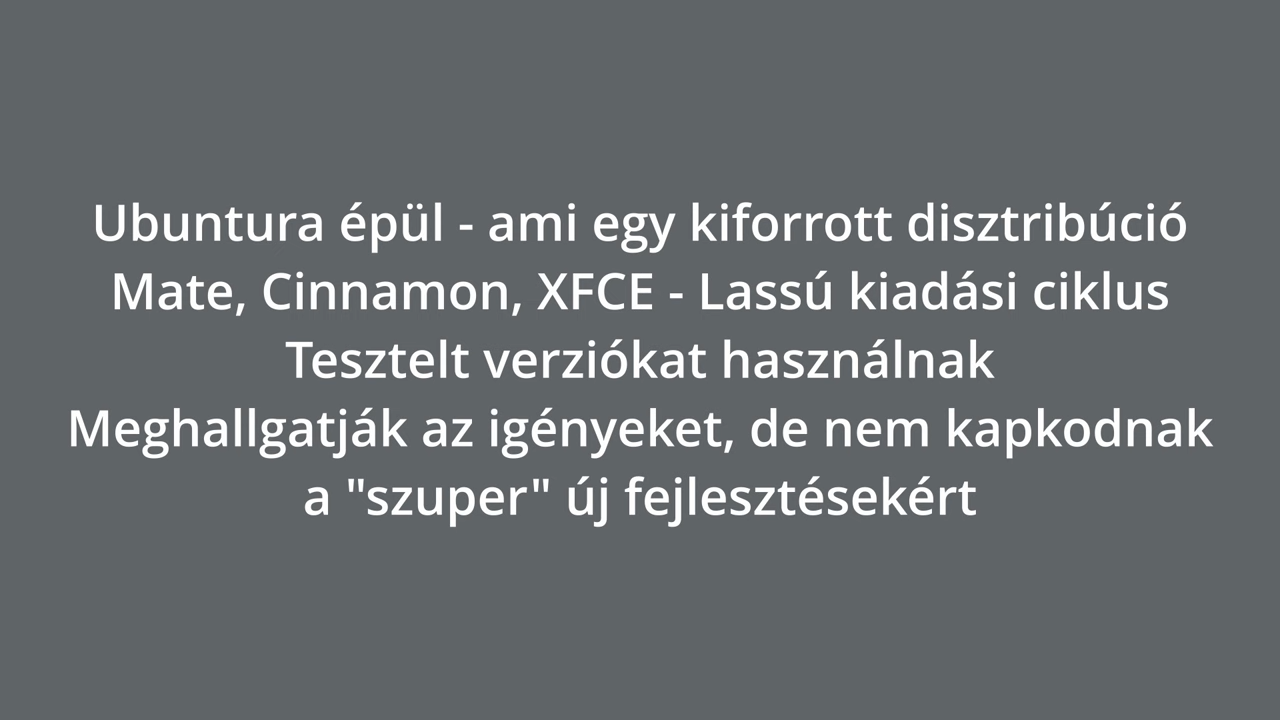 Ubuntura épül - ami egy kiforrott disztribúció
Mate, Cinnamon, XFCE - Lassú kiadási ciklus
Tesztelt verziókat használnak
Meghallgatják az igényeket, de nem kapkodnak
a "szuper" új fejlesztésekért